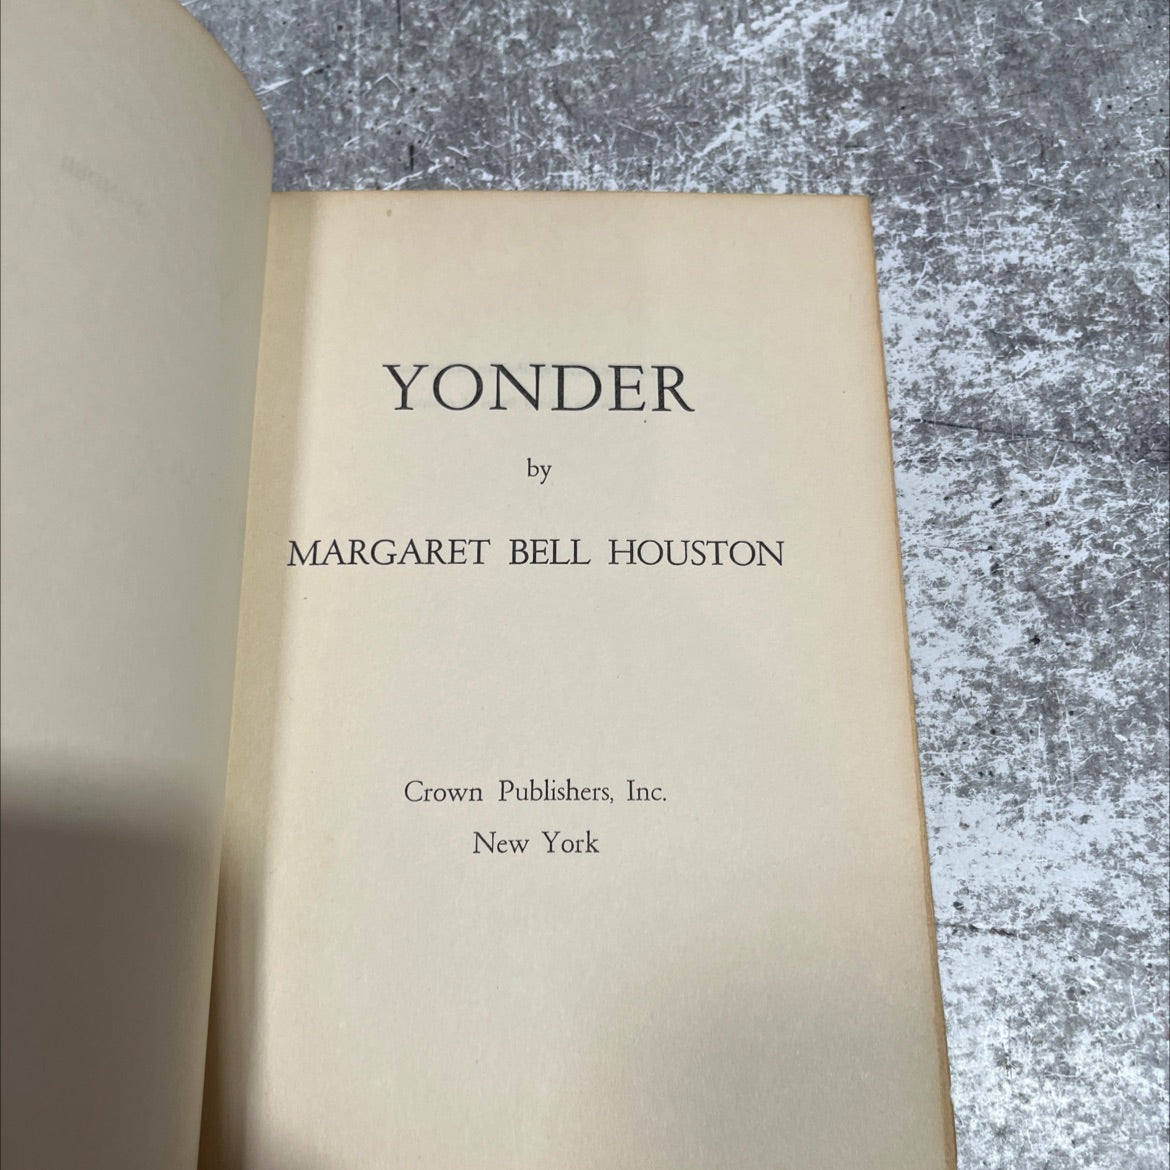 YONDER
by
MARGARET BELL HOUSTON
Crown Publishers, Inc.
New York